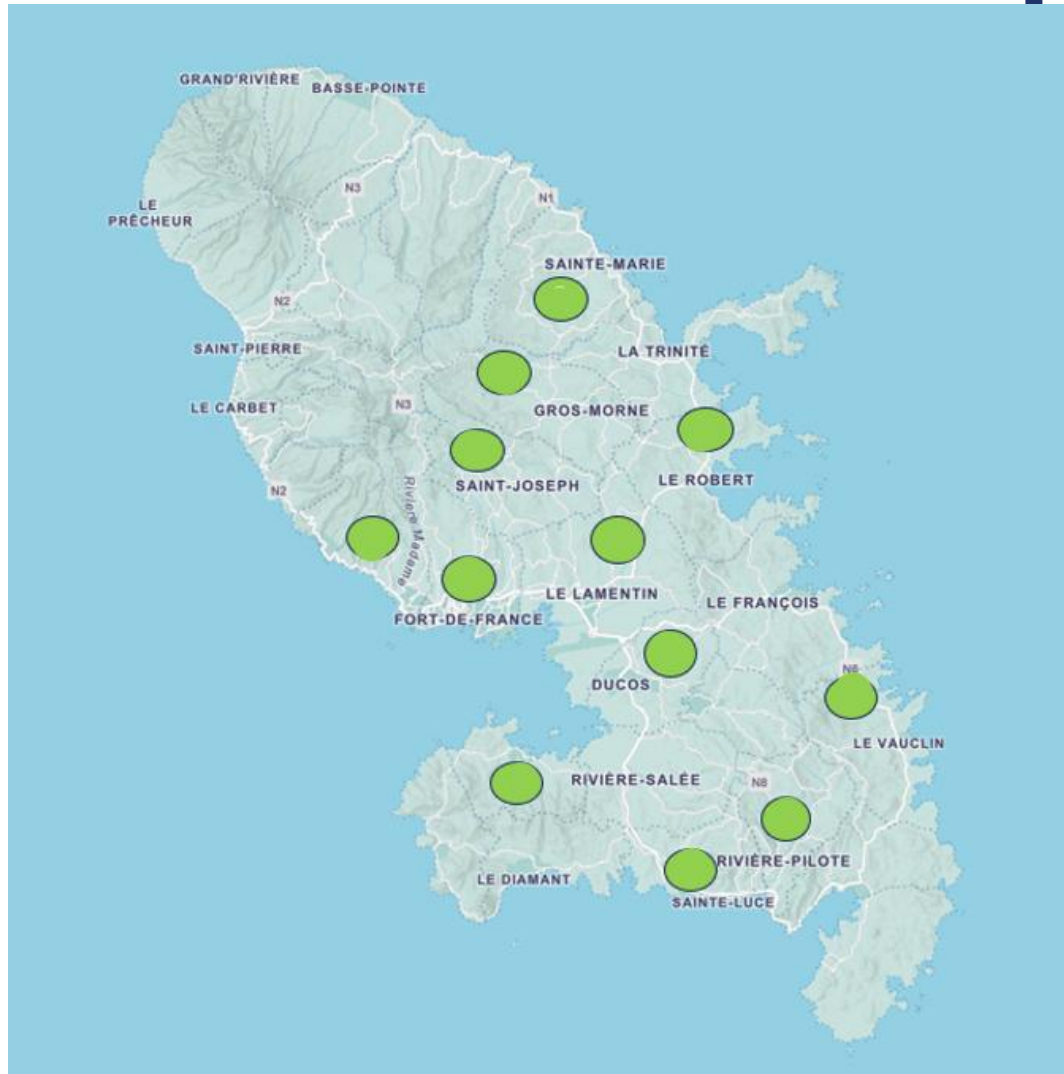 GRAND'RIVIÈRE
BASSE-POINTE
N3
N1
LE
PRÊCHEUR
SAINTE-MARIE
N2
SAINT-PIERRE
LA TRINITÉ
LE CARBET
N3
GROS-MORNE
LE ROBERT
SAINT-JOSEPH
N2
Rivière Madame
LE LAMENTIN
LE FRANÇOIS
FORT-DE-FRANCE
N6
DUCOS
LE VAUCLIN
RIVIÈRE-SALÉE
N8
RIVIÈRE-PILOTE
LE DIAMANT
SAINTE-LUCE